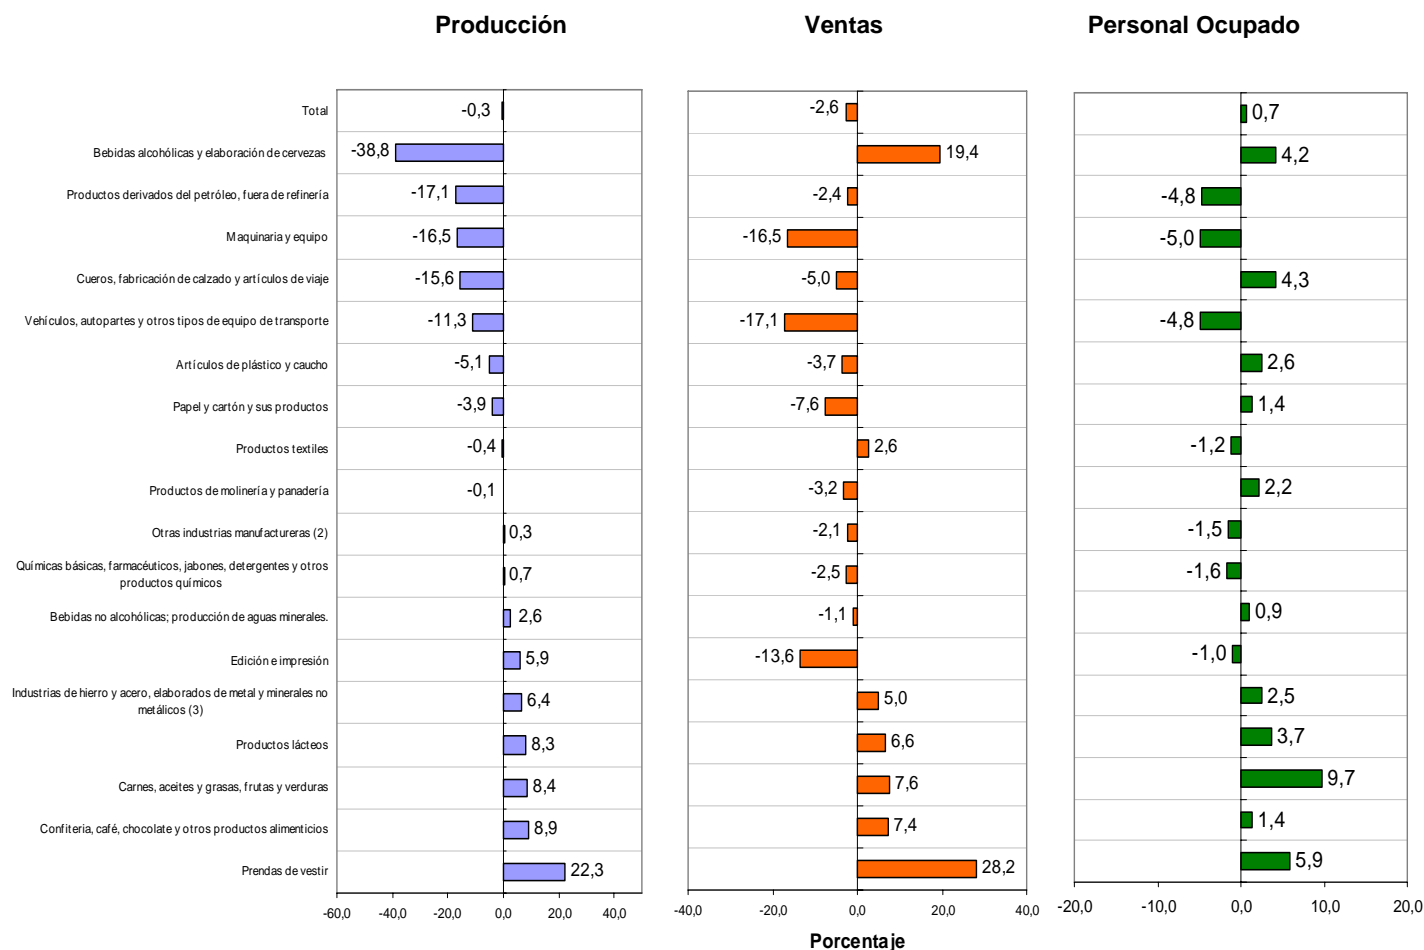 Producción Ventas Personal Ocupado
Total -0,3 -2,6 0,7
Bebidas alcohólicas y elaboración de cervezas -38,8 19,4 4,2
Productos derivados del petróleo, fuera de refinería -17,1 -2,4 -4,8
Maquinaria y equipo -16,5 -16,5 -5,0
Cueros, fabricación de calzado y artículos de viaje -15,6 -5,0 4,3
Vehículos, autopartes y otros tipos de equipo de transporte -11,3 -17,1 -4,8
Artículos de plástico y caucho -5,1 -3,7 2,6
Papel y cartón y sus productos -3,9 -7,6 1,4
Productos textiles -0,4 2,6 -1,2
Productos de molinería y panadería -0,1 -3,2 2,2
Otras industrias manufactureras (2) 0,3 -2,1 -1,5
Químicas básicas, farmacéuticos, jabones, detergentes y otros
productos químicos 0,7 -2,5 -1,6
Bebidas no alcohólicas; producción de aguas minerales. 2,6 -1,1 0,9
Edición e impresión 5,9 -13,6 -1,0
Industrias de hierro y acero, elaborados de metal y minerales no
metálicos (3) 6,4 5,0 2,5
Productos lácteos 8,3 6,6 3,7
Carnes, aceites y grasas, frutas y verduras 8,4 7,6 9,7
Confiteria, café, chocolate y otros productos alimenticios 8,9 7,4 1,4
Prendas de vestir 22,3 28,2 5,9
-60,0 -40,0 -20,0 0,0 20,0 40,0 -40,0 -20,0 0,0 20,0 40,0 -20,0 -10,0 0,0 10,0 20,0
Porcentaje